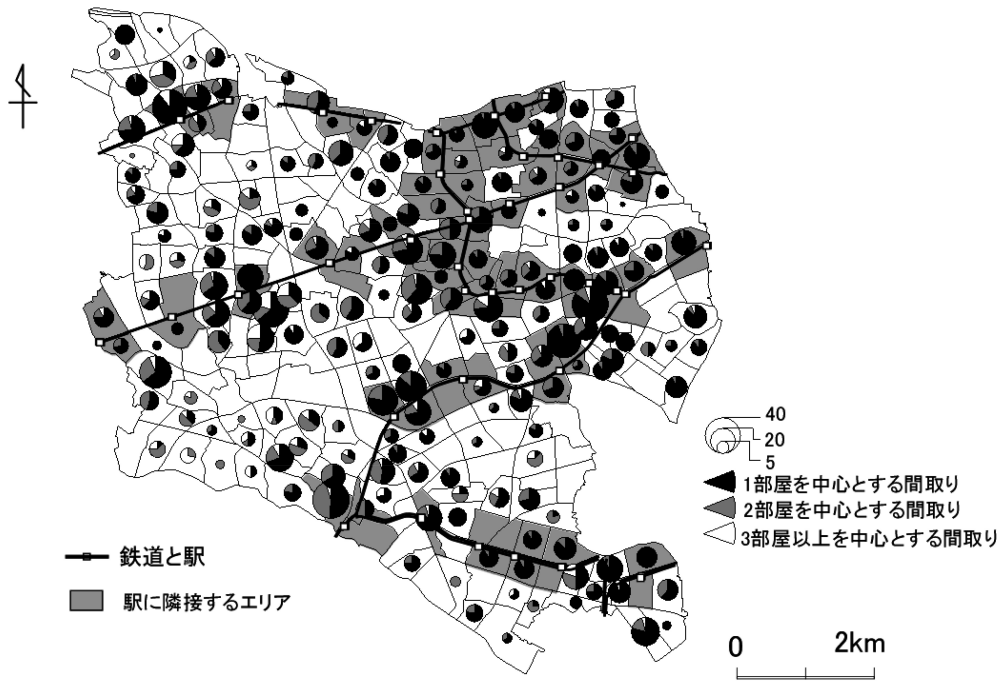 40
20
5
1部屋を中心とする間取り
2部屋を中心とする間取り
3部屋以上を中心とする間取り
鉄道と駅
駅に隣接するエリア
0 2km